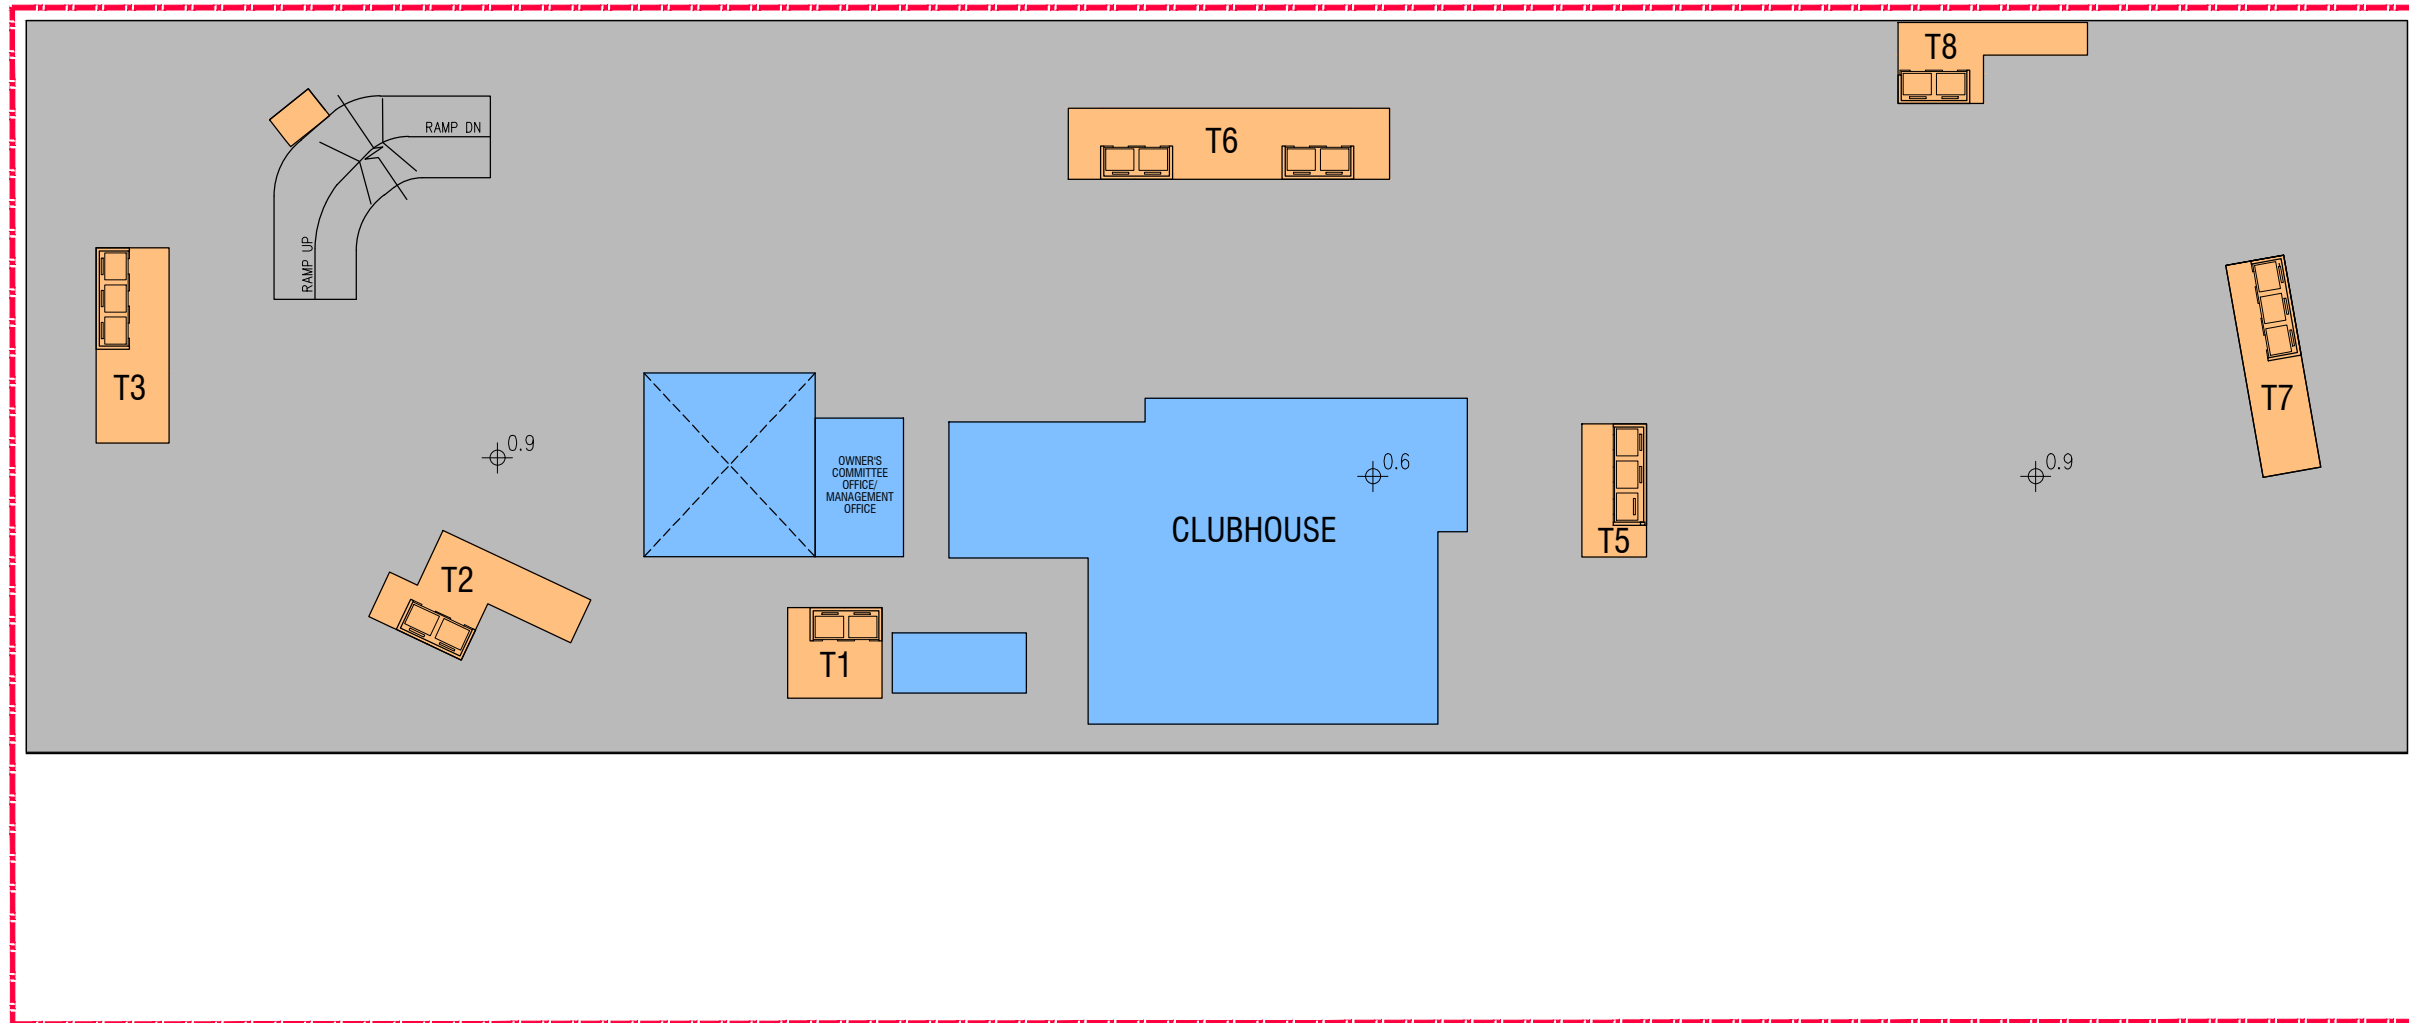 T8
RAMP DN
T6
RAMP UP
T3
T7
0.9
OWNER'S
COMMITTEE
OFFICE/
MANAGEMENT
OFFICE
0.6
0.9
CLUBHOUSE
T5
T2
T1